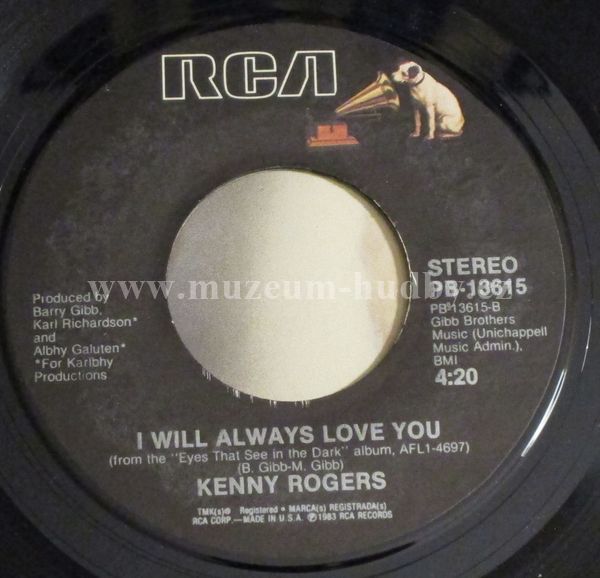 RCA
STEREO
PB-13615
PB-13615-B
Gibb Brothers
Music (Unichappell
Music Admin.),
BMI
4:20
Produced by
Barry Gibb,
Karl Richardson*
and
Albhy Galuten*
*For Karlbhy
Productions
www.muzeum-hudby.cz
I WILL ALWAYS LOVE YOU
(from the "Eyes That See in the Dark" album, AFL1-4697)
(B. Gibb-M. Gibb)
KENNY ROGERS
TMK(s)® Registered • MARCA(s) REGISTRADA(s)
RCA CORP.—MADE IN U.S.A. ℗1983 RCA RECORDS